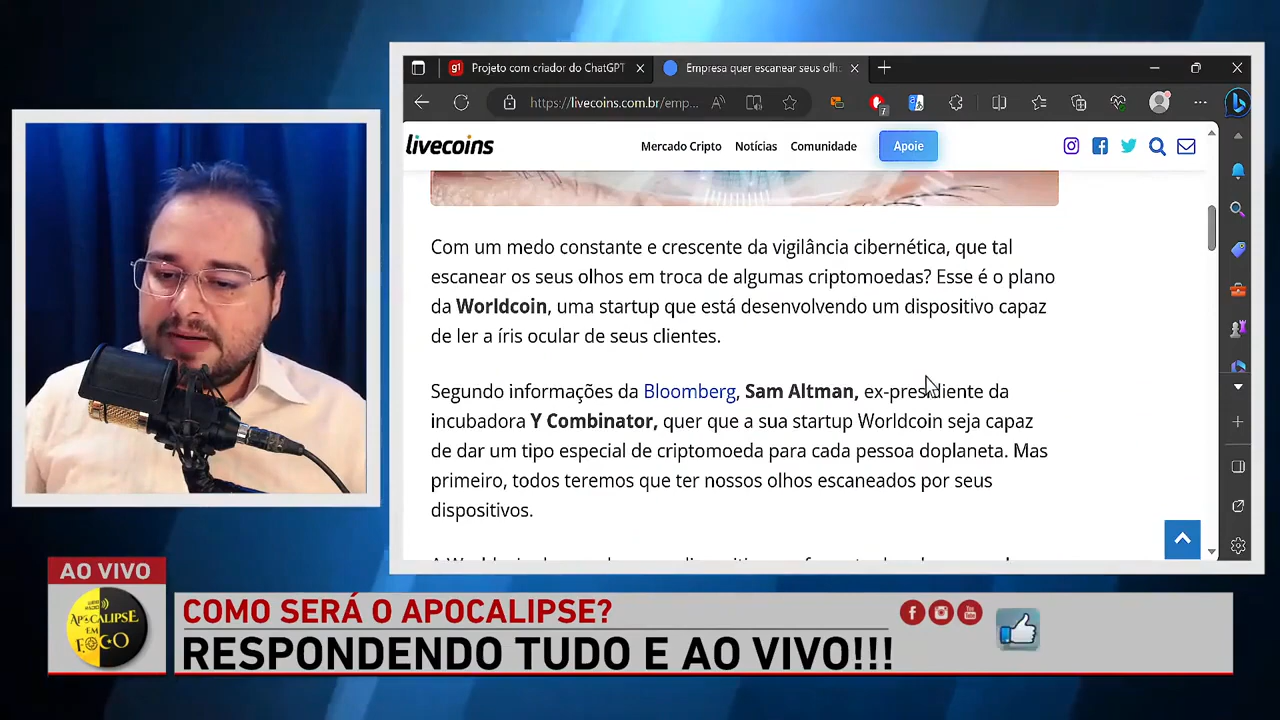 Projeto com criador do ChatGPT
Empresa quer escanear seus olh
https://livecoins.com.br/emp...
livecoins
Mercado Cripto
Notícias
Comunidade
Apoie
Com um medo constante e crescente da vigilância cibernética, que tal
escanear os seus olhos em troca de algumas criptomoedas? Esse é o plano
da Worldcoin, uma startup que está desenvolvendo um dispositivo capaz
de ler a íris ocular de seus clientes.
Segundo informações da Bloomberg, Sam Altman, ex-presidente da
incubadora Y Combinator, quer que a sua startup Worldcoin seja capaz
de dar um tipo especial de criptomoeda para cada pessoa doplaneta. Mas
primeiro, todos teremos que ter nossos olhos escaneados por seus
dispositivos.
AO VIVO
APOCALIPSE
EM
FOCO
COMO SERÁ O APOCALIPSE?
RESPONDENDO TUDO E AO VIVO!!!